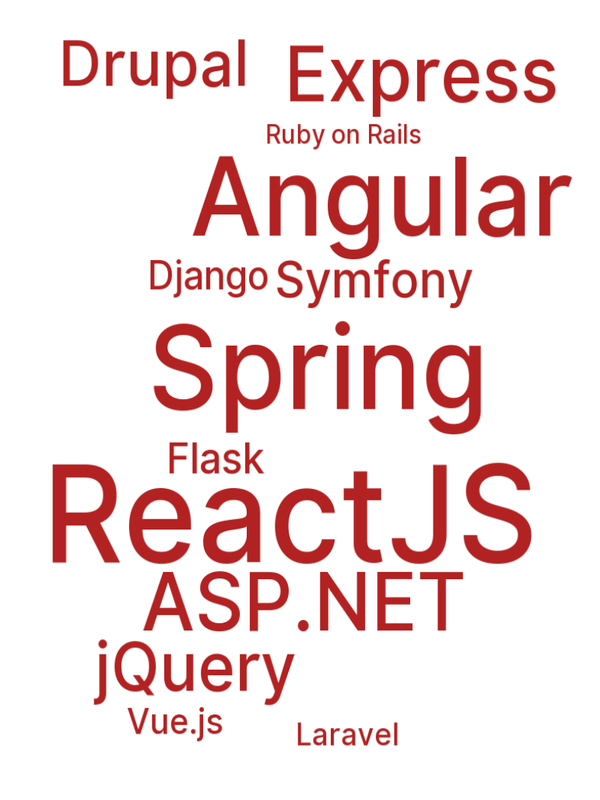 Drupal
Express
Ruby on Rails
Angular
Django
Symfony
Spring
Flask
ReactJS
ASP.NET
jQuery
Vue.js
Laravel